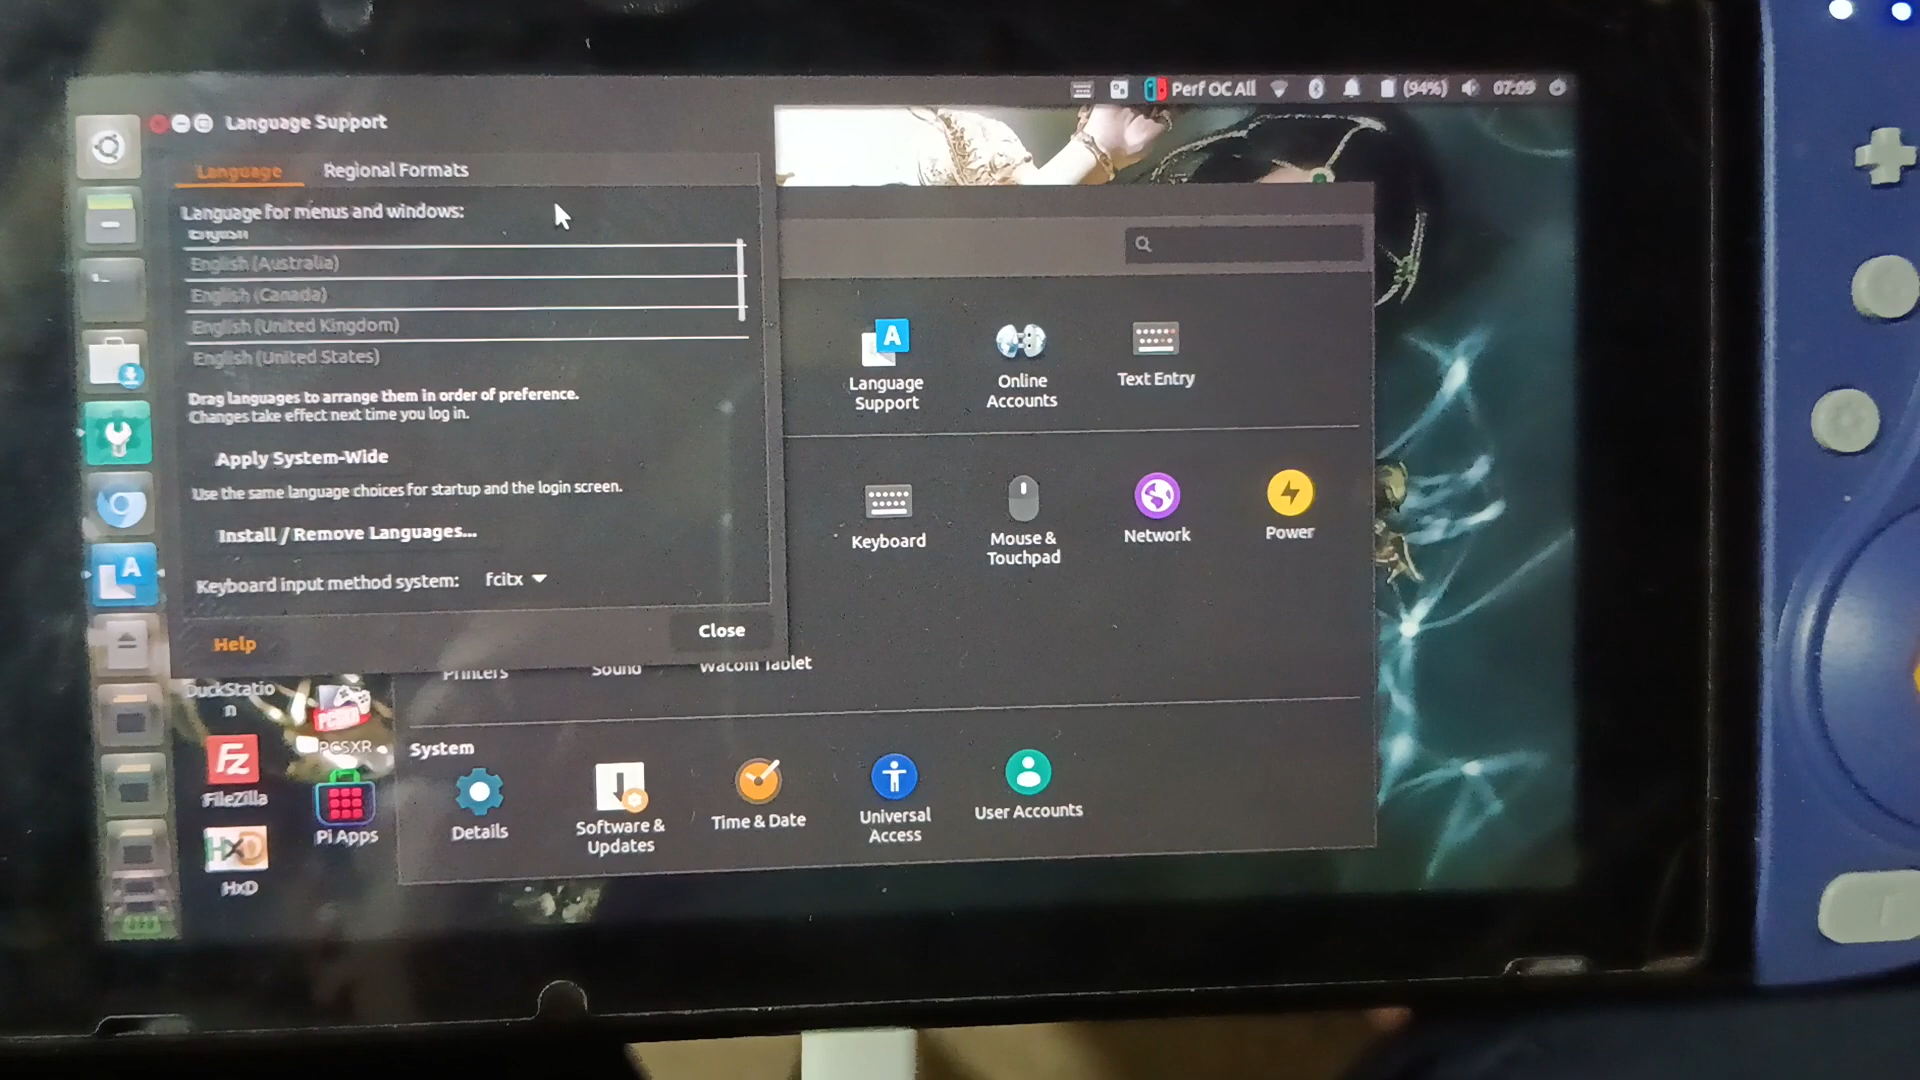 Perf OC All
(94%)
07:09
Language Support
Language
Regional Formats
Language for menus and windows:
English
English (Australia)
English (Canada)
English (United Kingdom)
English (United States)
Drag languages to arrange them in order of preference.
Changes take effect next time you log in.
Apply System-Wide
Use the same language choices for startup and the login screen.
Install / Remove Languages...
Keyboard input method system:
fcitx
Help
Close
A
Language
Support
Online
Accounts
Text Entry
Keyboard
Mouse &
Touchpad
Network
Power
Printers
Sound
Wacom Tablet
System
Details
Software &
Updates
Time & Date
Universal
Access
User Accounts
A
DuckStatio
n
PCSXR
Fz
FileZilla
Pi Apps
HxD
HxD